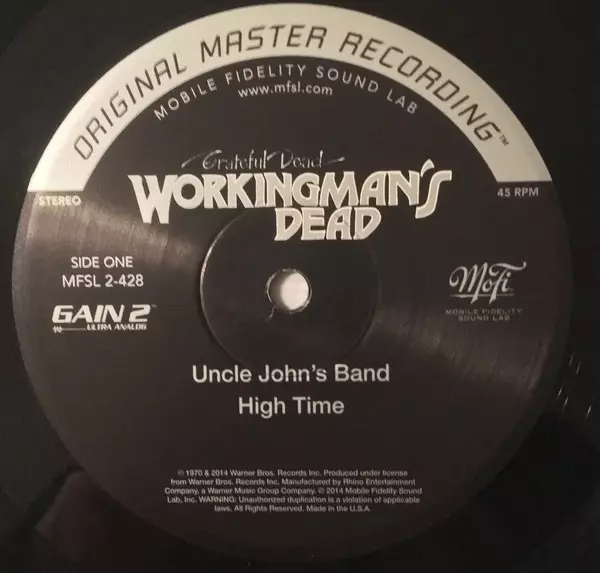 ORIGINAL MASTER RECORDING™
MOBILE FIDELITY SOUND LAB
www.mfsl.com
Grateful Dead
WORKINGMAN'S
DEAD
STEREO
45 RPM
SIDE ONE
MFSL 2-428
GAIN 2™
ULTRA ANALOG
MoFi
MOBILE FIDELITY
SOUND LAB
Uncle John's Band
High Time
℗ 1970 & 2014 Warner Bros. Records Inc. Produced under license
from Warner Bros. Records Inc. Manufactured by Rhino Entertainment
Company, a Warner Music Group Company. © 2014 Mobile Fidelity Sound
Lab, Inc. WARNING: Unauthorized duplication is a violation of applicable
laws. All Rights Reserved. Made in the U.S.A.